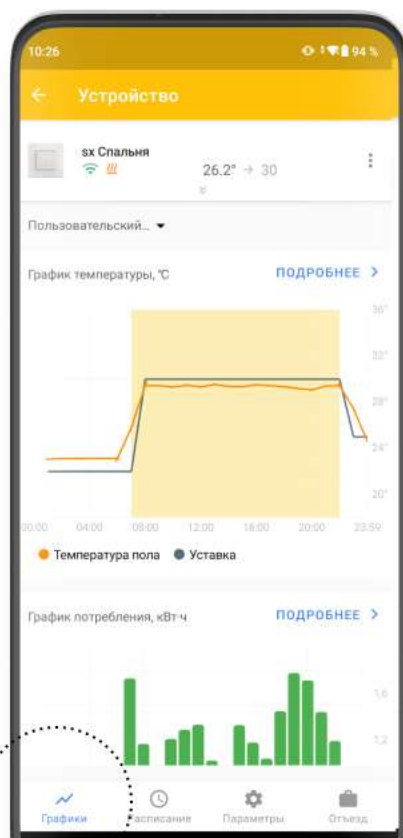 10:26
94 %
Устройство
sx Спальня
26.2° → 30
Пользовательский...
График температуры, °C
ПОДРОБНЕЕ >
36°
32°
28°
24°
20°
00:00 04:00 08:00 12:00 16:00 20:00 23:59
Температура пола Уставка
График потребления, кВт·ч
ПОДРОБНЕЕ >
1,6
1,2
Графики Расписание Параметры Отъезд